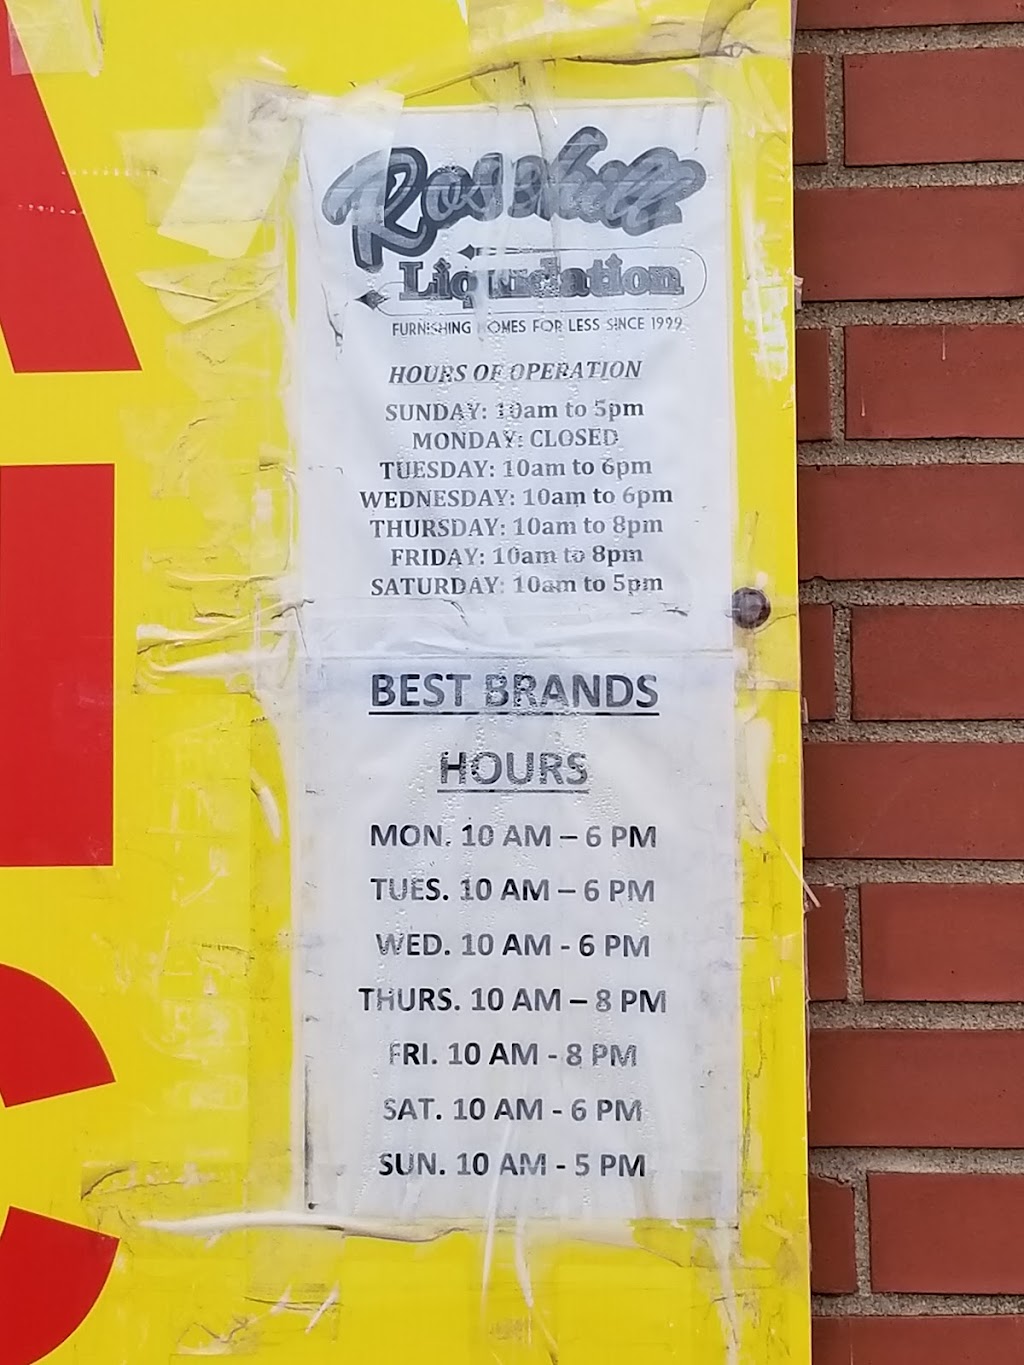 Rosehill
Liquidation
FURNISHING HOMES FOR LESS SINCE 1999
HOURS OF OPERATION
SUNDAY: 10am to 5pm
MONDAY: CLOSED
TUESDAY: 10am to 6pm
WEDNESDAY: 10am to 6pm
THURSDAY: 10am to 8pm
FRIDAY: 10am to 8pm
SATURDAY: 10am to 5pm
BEST BRANDS
HOURS
MON. 10 AM – 6 PM
TUES. 10 AM – 6 PM
WED. 10 AM - 6 PM
THURS. 10 AM – 8 PM
FRI. 10 AM - 8 PM
SAT. 10 AM - 6 PM
SUN. 10 AM - 5 PM